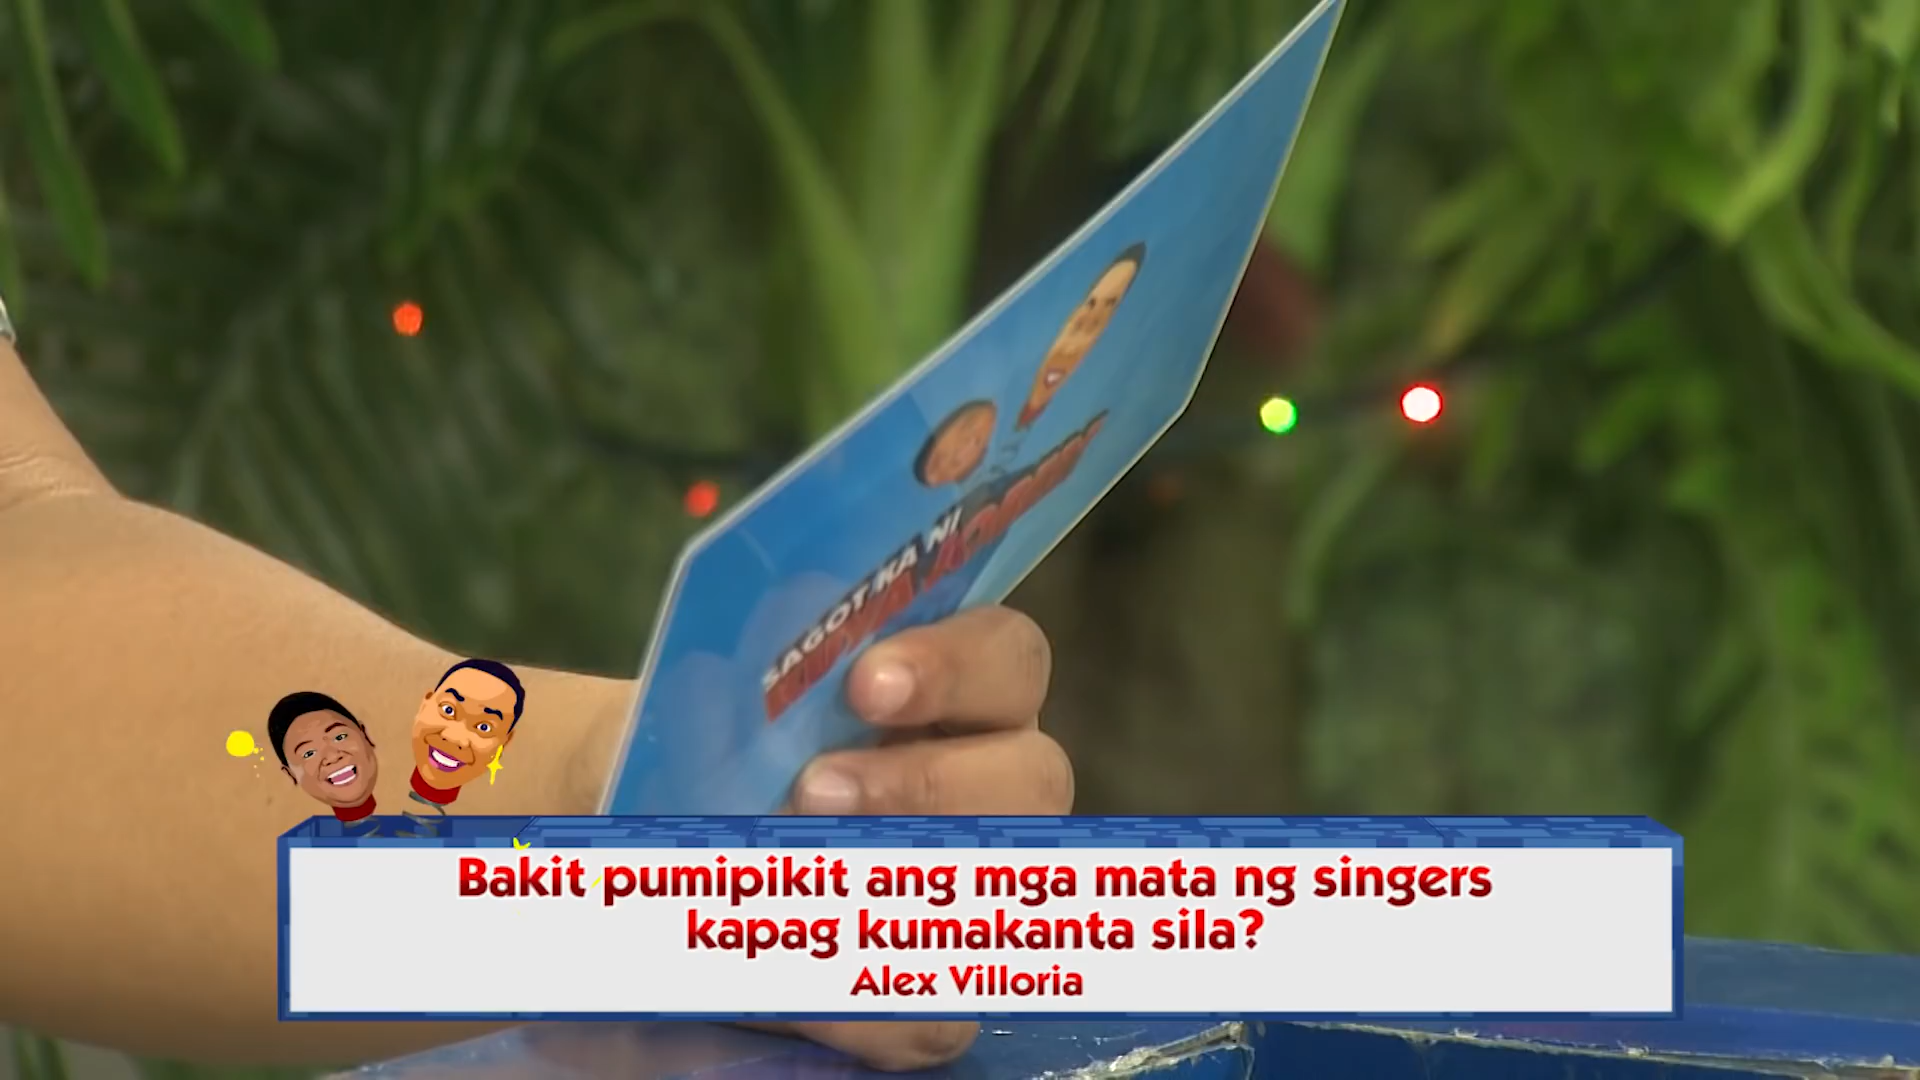 SAGOT KA NI
Bakit pumipikit ang mga mata ng singers
kapag kumakanta sila?
Alex Villoria